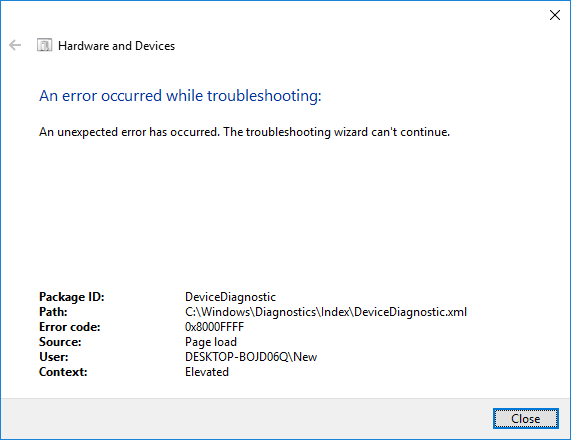 Hardware and Devices
An error occurred while troubleshooting:
An unexpected error has occurred. The troubleshooting wizard can't continue.
Package ID: DeviceDiagnostic
Path: C:\Windows\Diagnostics\Index\DeviceDiagnostic.xml
Error code: 0x8000FFFF
Source: Page load
User: DESKTOP-BOJD06Q\New
Context: Elevated
Close